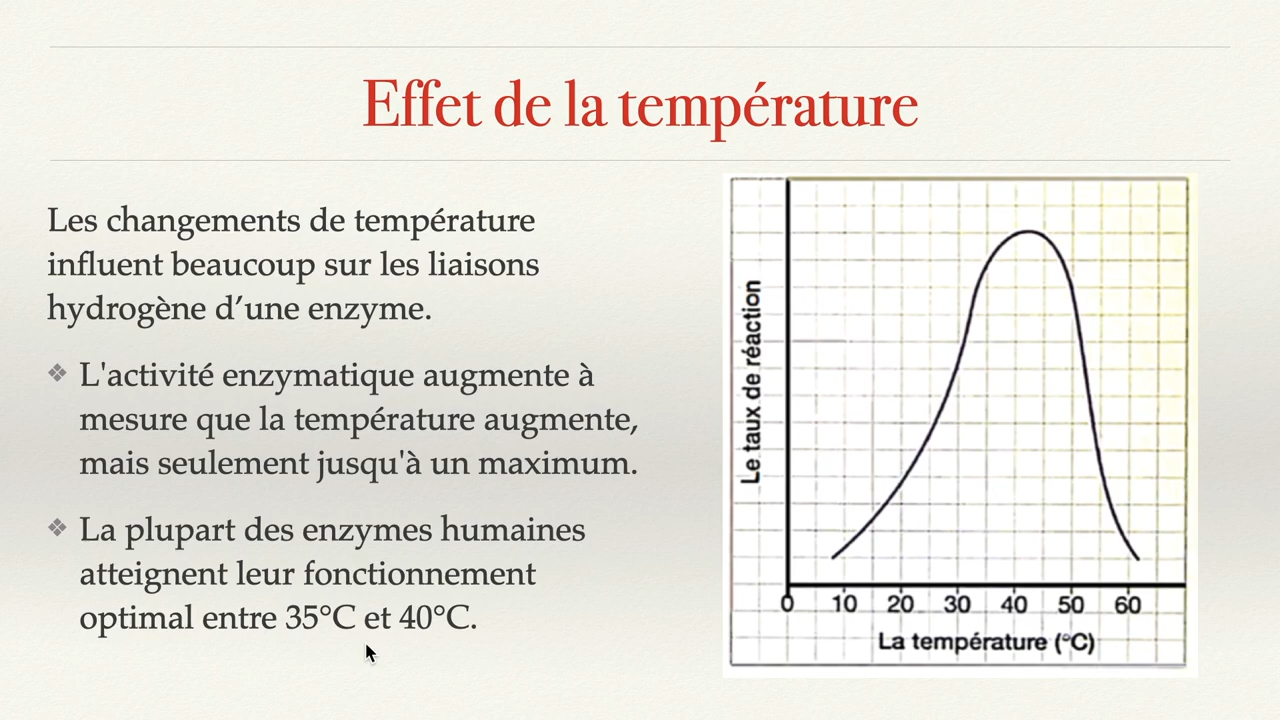 Effet de la température
Les changements de température
influent beaucoup sur les liaisons
hydrogène d’une enzyme.
❖ L'activité enzymatique augmente à
mesure que la température augmente,
mais seulement jusqu'à un maximum.
❖ La plupart des enzymes humaines
atteignent leur fonctionnement
optimal entre 35°C et 40°C.
Le taux de réaction
0 10 20 30 40 50 60
La température (°C)